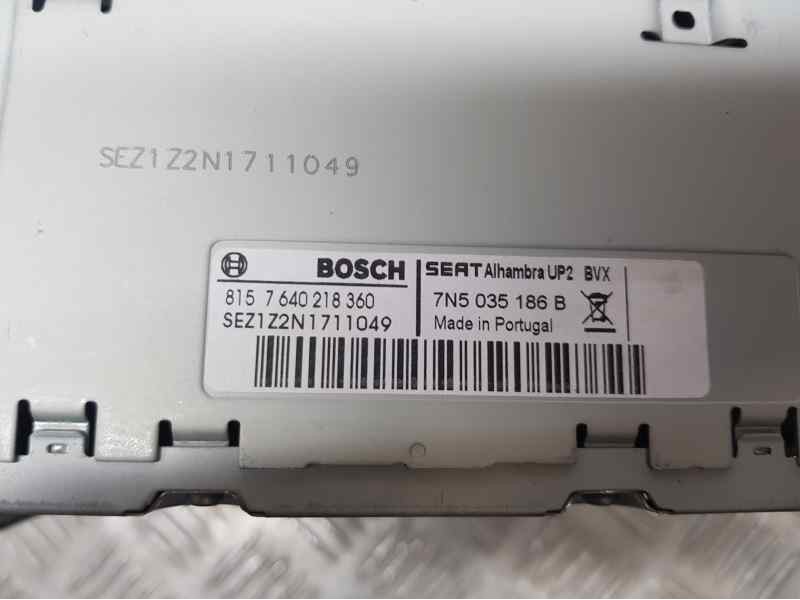 SEZ1Z2N1711049
BOSCH
SEAT Alhambra UP2 BVX
815 7 640 218 360
7N5 035 186 B
SEZ1Z2N1711049
Made in Portugal